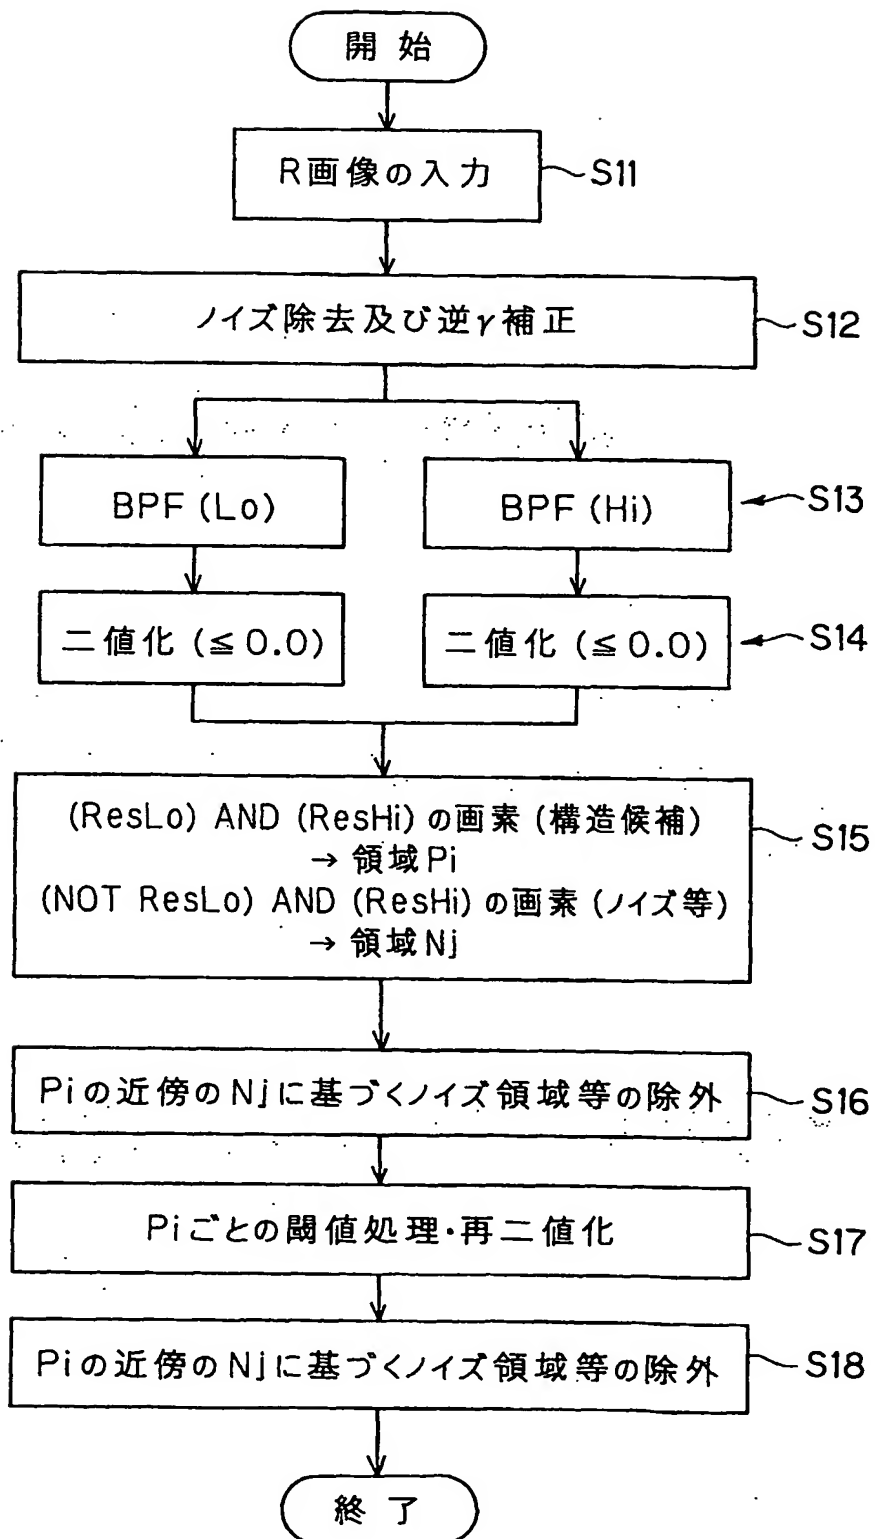 開始
R画像の入力
S11
ノイズ除去及び逆γ補正
S12
BPF (Lo)
BPF (Hi)
S13
二値化 (≦0.0)
二値化 (≦0.0)
S14
(ResLo) AND (ResHi) の画素 (構造候補)
→ 領域Pi
(NOT ResLo) AND (ResHi) の画素 (ノイズ等)
→ 領域Nj
S15
Piの近傍のNjに基づくノイズ領域等の除外
S16
Piごとの閾値処理・再二値化
S17
Piの近傍のNjに基づくノイズ領域等の除外
S18
終了